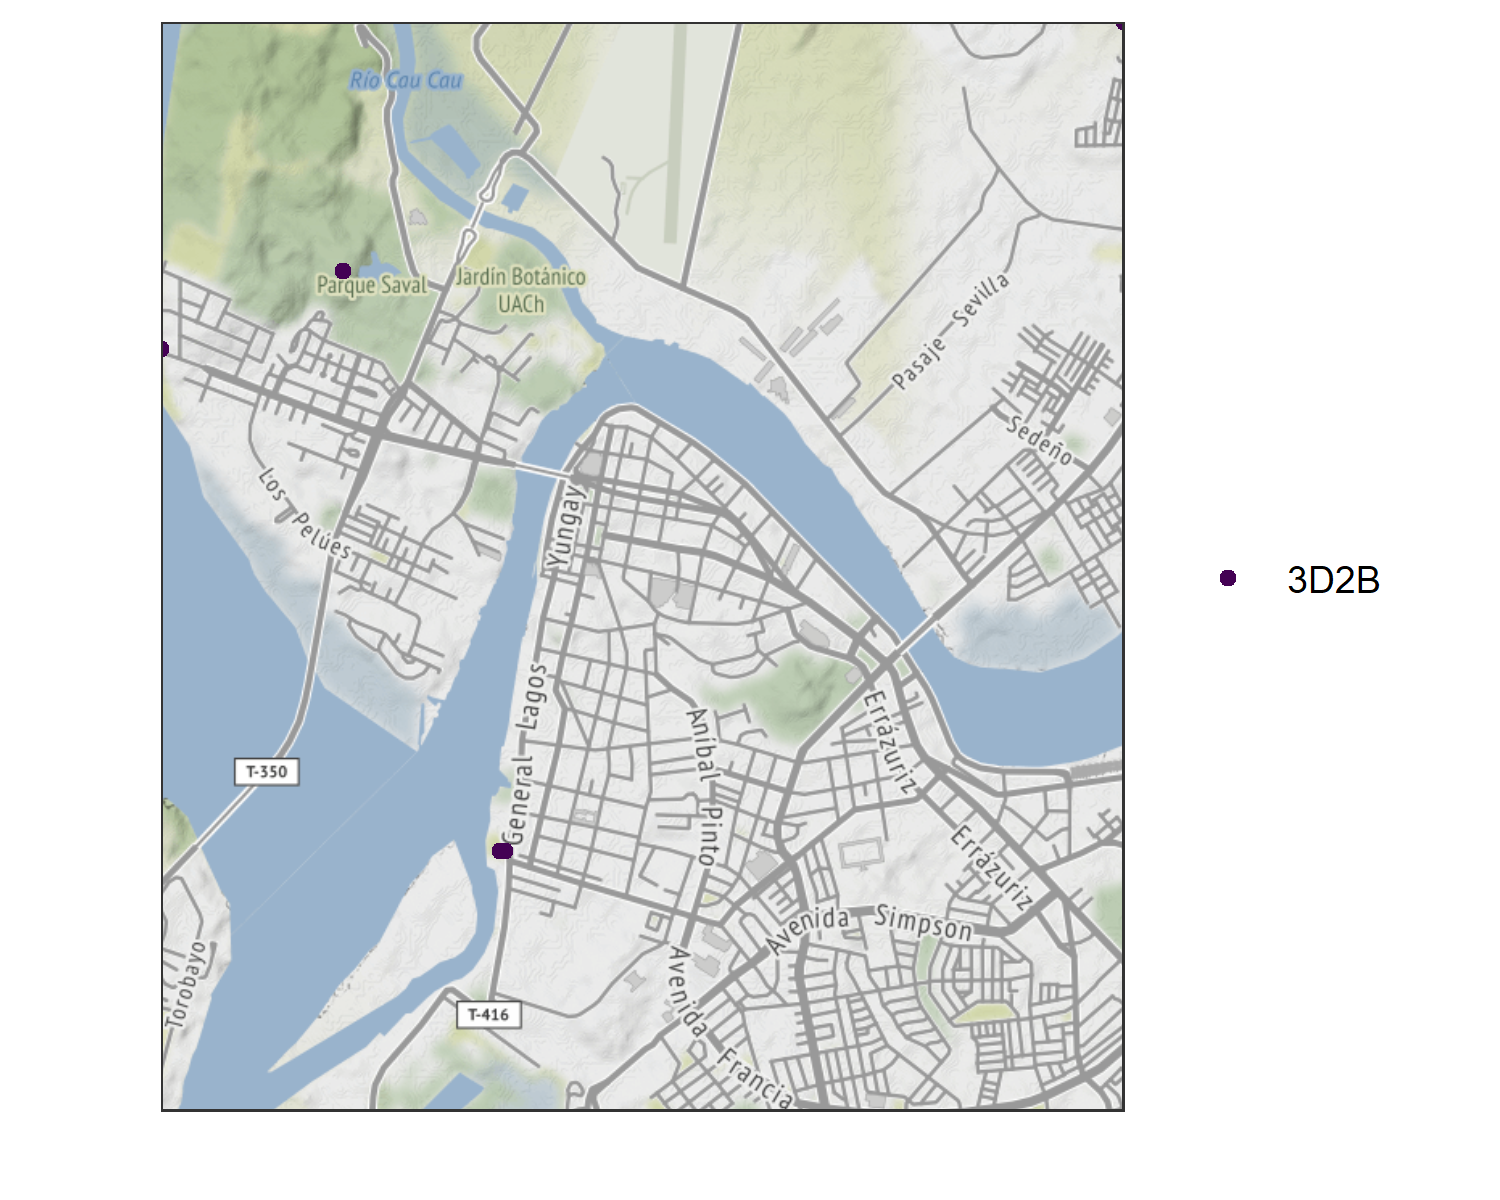 Río Cau Cau
Parque Saval
Jardín Botánico
UACh
Pasaje Sevilla
Sedeño
Los Pelúes
Yungay
General Lagos
Aníbal Pinto
Errázuriz
T-350
Errázuriz
Avenida Simpson
Torobayo
T-416
Avenida Francia
3D2B